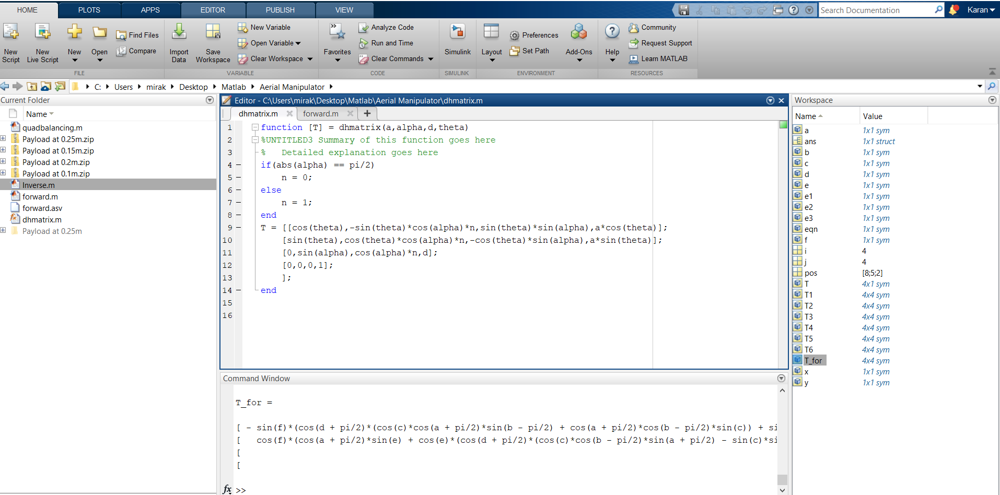 HOME PLOTS APPS EDITOR PUBLISH VIEW Search Documentation Karan
New Script
New Live Script
New
Open
Find Files
Compare
Import Data
Save Workspace
New Variable
Open Variable
Clear Workspace
Favorites
Analyze Code
Run and Time
Clear Commands
Simulink
Layout
Preferences
Set Path
Add-Ons
Help
Community
Request Support
Learn MATLAB
FILE VARIABLE CODE SIMULINK ENVIRONMENT RESOURCES
C: Users mirak Desktop Matlab Aerial Manipulator
Current Folder
Name
quadbalancing.m
Payload at 0.25m.zip
Payload at 0.15m.zip
Payload at 0.2m.zip
Payload at 0.1m.zip
Inverse.m
forward.m
forward.asv
dhmatrix.m
Payload at 0.25m
Editor - C:\Users\mirak\Desktop\Matlab\Aerial Manipulator\dhmatrix.m
dhmatrix.m forward.m
1 function [T] = dhmatrix(a,alpha,d,theta)
2 %UNTITLED3 Summary of this function goes here
3 %   Detailed explanation goes here
4 if(abs(alpha) == pi/2)
5     n = 0;
6 else
7     n = 1;
8 end
9 T = [[cos(theta),-sin(theta)*cos(alpha)*n,sin(theta)*sin(alpha),a*cos(theta)];
10     [sin(theta),cos(theta)*cos(alpha)*n,-cos(theta)*sin(alpha),a*sin(theta)];
11     [0,sin(alpha),cos(alpha)*n,d];
12     [0,0,0,1];
13     ];
14 end
15
16
Command Window
T_for =
[ - sin(f)*(cos(d + pi/2)*(cos(c)*cos(a + pi/2)*sin(b - pi/2) + cos(a + pi/2)*cos(b - pi/2)*sin(c)) + si
[   cos(f)*(cos(a + pi/2)*sin(e) + cos(e)*(cos(d + pi/2)*(cos(c)*cos(b - pi/2)*sin(a + pi/2) - sin(c)*si
[
[
fx >>
Workspace
Name Value
a 1x1 sym
ans 1x1 struct
b 1x1 sym
c 1x1 sym
d 1x1 sym
e 1x1 sym
e1 1x1 sym
e2 1x1 sym
e3 1x1 sym
eqn 1x1 sym
f 1x1 sym
i 4
j 4
pos [8;5;2]
T 4x1 sym
T1 4x4 sym
T2 4x4 sym
T3 4x4 sym
T4 4x4 sym
T5 4x4 sym
T6 4x4 sym
T_for 4x4 sym
x 1x1 sym
y 1x1 sym